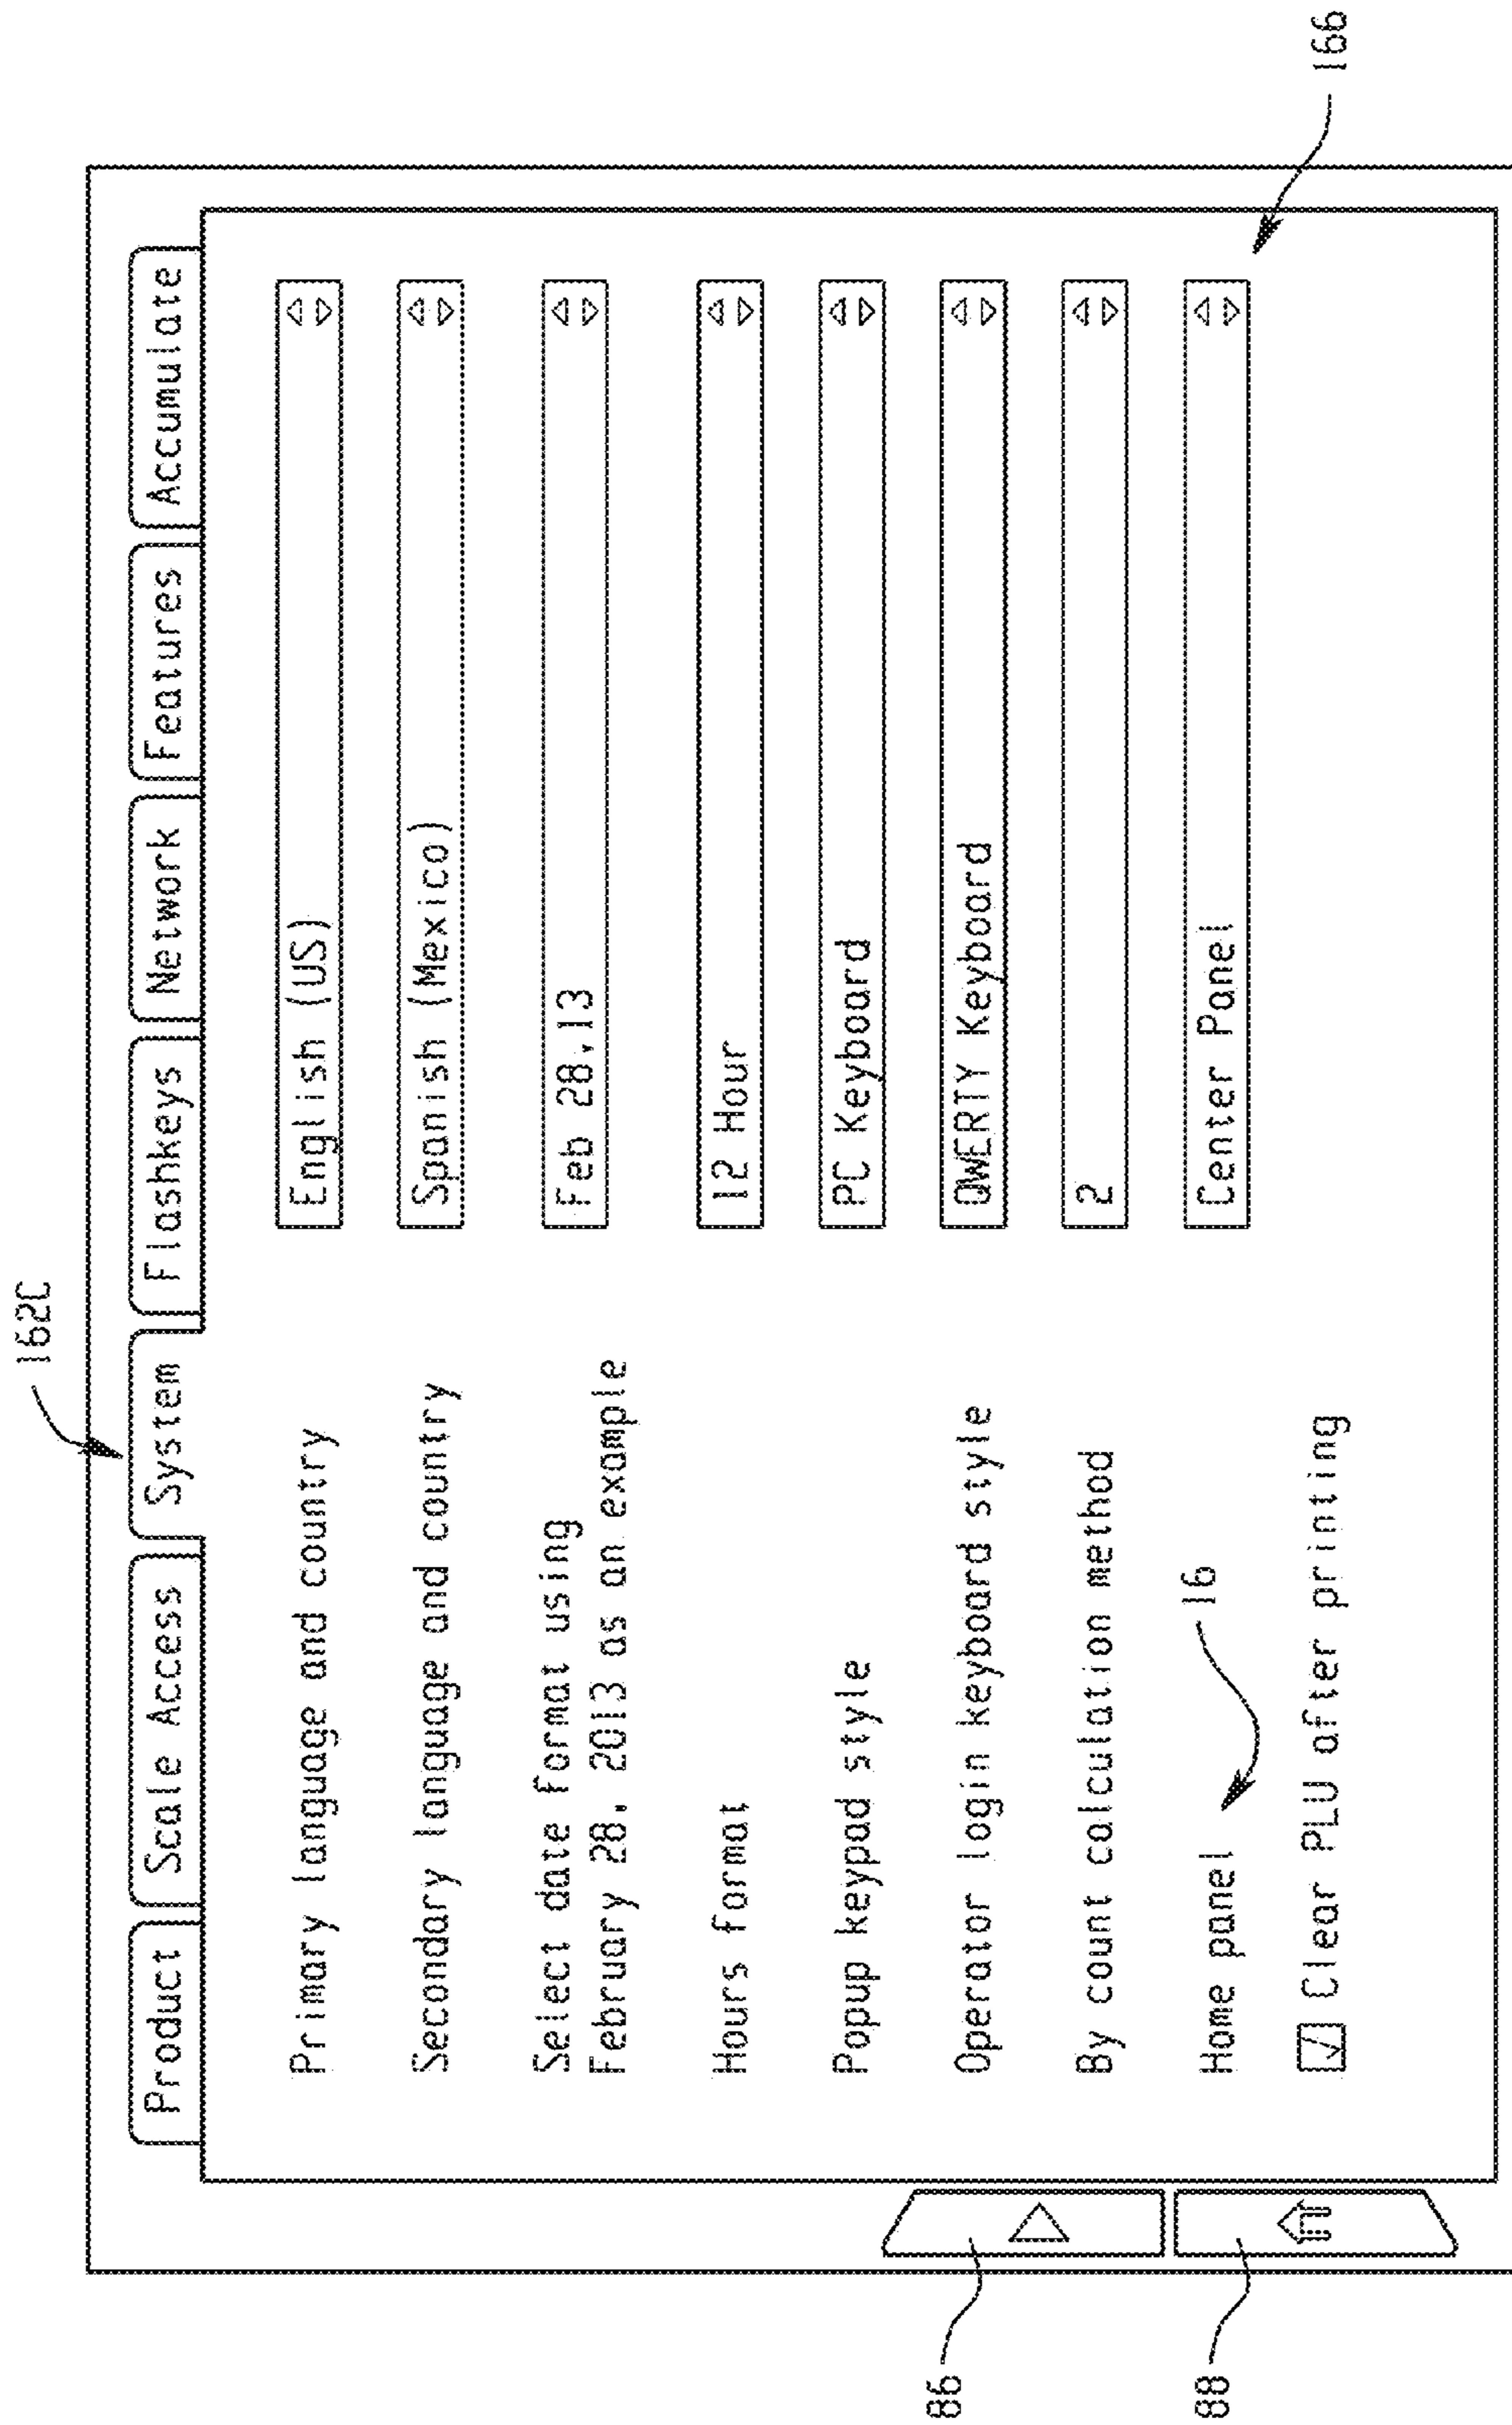 162C
Product Scale Access System Flashkeys Network Features Accumulate
Primary language and country English (US)
Secondary language and country Spanish (Mexico)
Select date format using
February 28, 2013 as an example Feb 28,13
Hours format 12 Hour
Popup keypad style PC Keyboard
Operator login keyboard style QWERTY Keyboard
By count calculation method 2
Home panel Center Panel
16
Clear PLU after printing
86
88
166